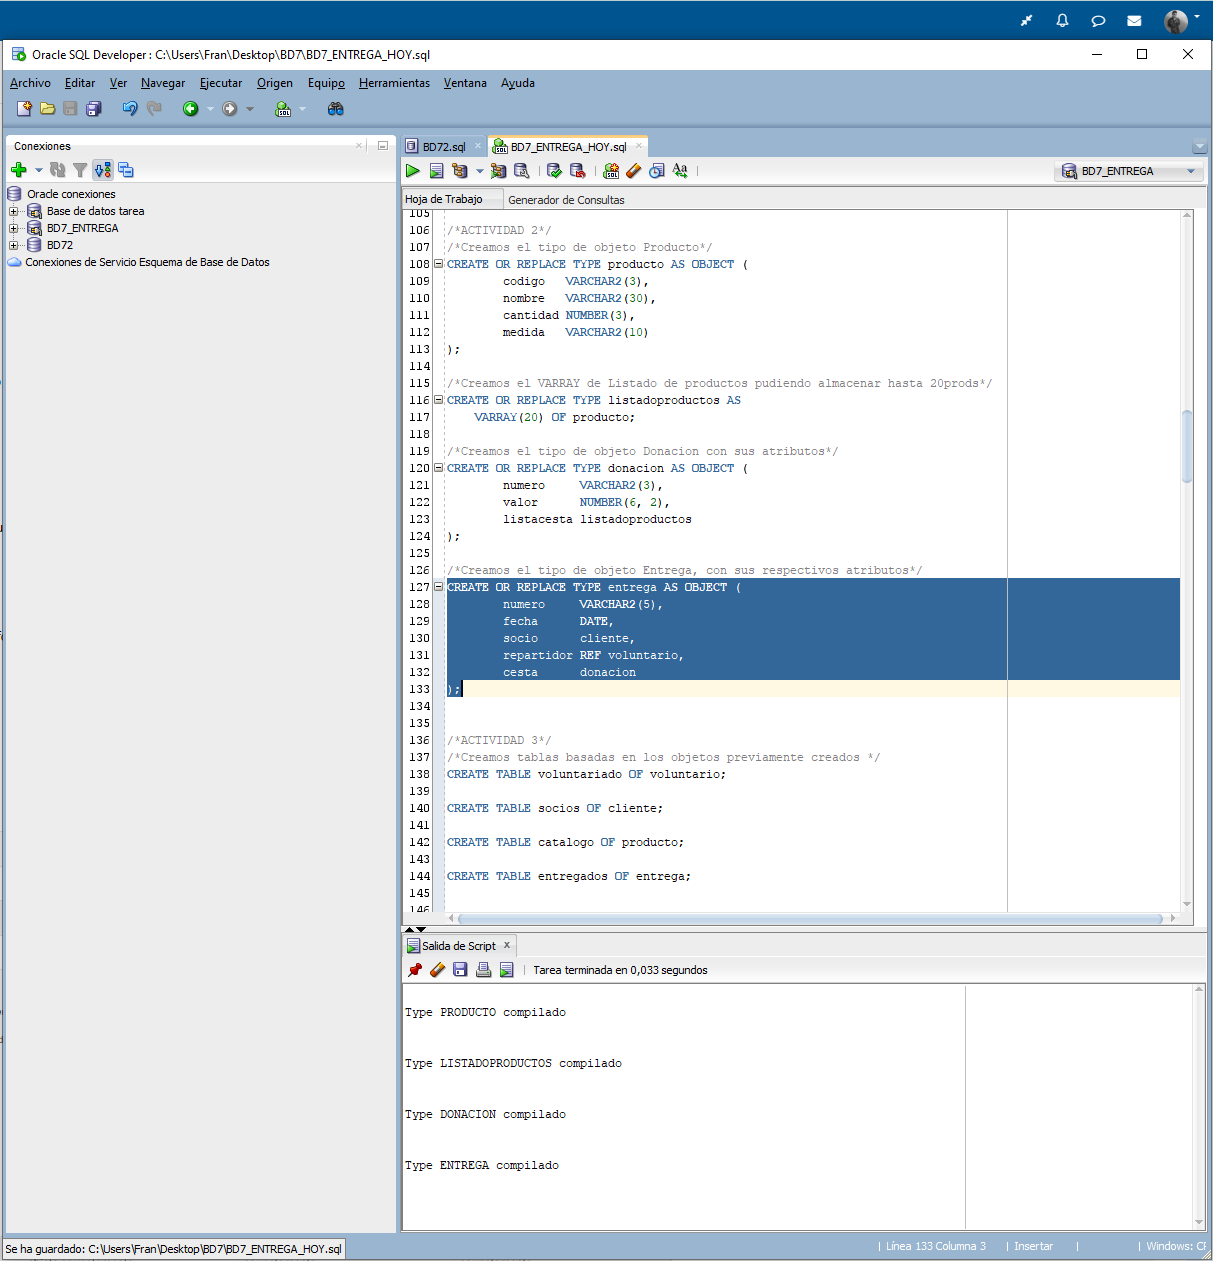 Oracle SQL Developer : C:\Users\Fran\Desktop\BD7\BD7_ENTREGA_HOY.sql
Archivo Editar Ver Navegar Ejecutar Origen Equipo Herramientas Ventana Ayuda
Conexiones
Oracle conexiones
Base de datos tarea
BD7_ENTREGA
BD72
Conexiones de Servicio Esquema de Base de Datos
BD72.sql BD7_ENTREGA_HOY.sql
BD7_ENTREGA
Hoja de Trabajo Generador de Consultas
105
106 /*ACTIVIDAD 2*/
107 /*Creamos el tipo de objeto Producto*/
108 CREATE OR REPLACE TYPE producto AS OBJECT (
109 codigo VARCHAR2(3),
110 nombre VARCHAR2(30),
111 cantidad NUMBER(3),
112 medida VARCHAR2(10)
113 );
114
115 /*Creamos el VARRAY de Listado de productos pudiendo almacenar hasta 20prods*/
116 CREATE OR REPLACE TYPE listadoproductos AS
117 VARRAY(20) OF producto;
118
119 /*Creamos el tipo de objeto Donacion con sus atributos*/
120 CREATE OR REPLACE TYPE donacion AS OBJECT (
121 numero VARCHAR2(3),
122 valor NUMBER(6, 2),
123 listacesta listadoproductos
124 );
125
126 /*Creamos el tipo de objeto Entrega, con sus respectivos atributos*/
127 CREATE OR REPLACE TYPE entrega AS OBJECT (
128 numero VARCHAR2(5),
129 fecha DATE,
130 socio cliente,
131 repartidor REF voluntario,
132 cesta donacion
133 );
134
135
136 /*ACTIVIDAD 3*/
137 /*Creamos tablas basadas en los objetos previamente creados */
138 CREATE TABLE voluntariado OF voluntario;
139
140 CREATE TABLE socios OF cliente;
141
142 CREATE TABLE catalogo OF producto;
143
144 CREATE TABLE entregados OF entrega;
145
146
Salida de Script
Tarea terminada en 0,033 segundos
Type PRODUCTO compilado
Type LISTADOPRODUCTOS compilado
Type DONACION compilado
Type ENTREGA compilado
Se ha guardado: C:\Users\Fran\Desktop\BD7\BD7_ENTREGA_HOY.sql
Línea 133 Columna 3 | Insertar | | Windows: CR